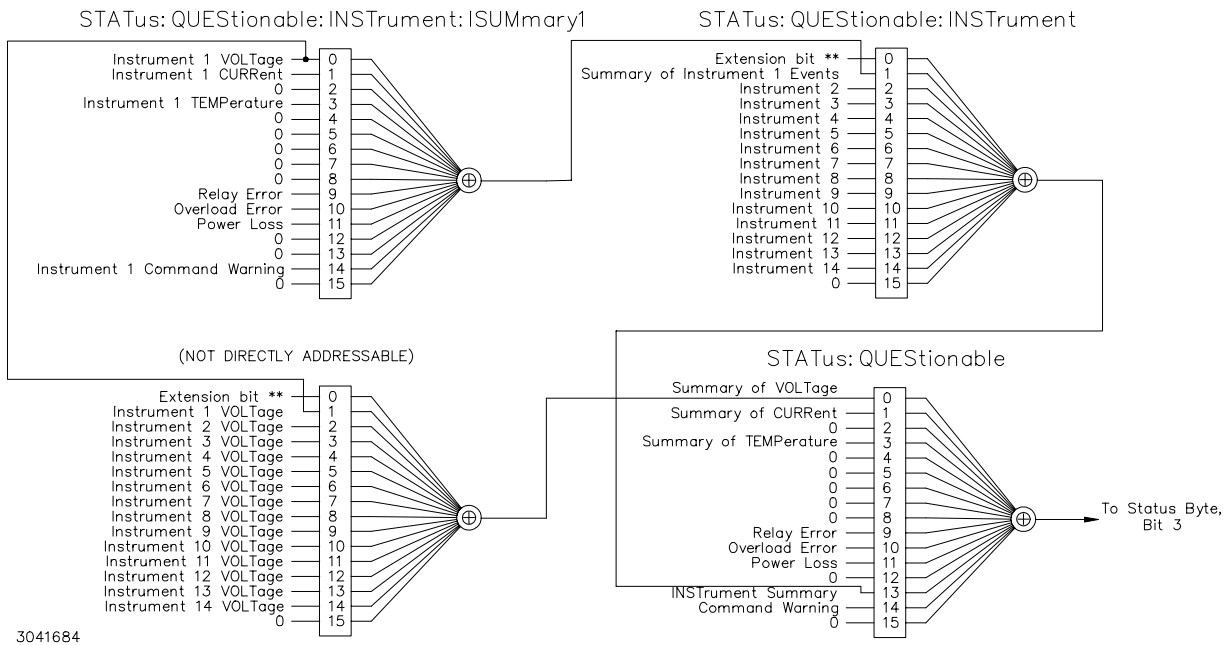 STATus: QUEStionable: INSTrument: ISUMmary1
Instrument 1 VOLTage 0
Instrument 1 CURRent 1
0 2
Instrument 1 TEMPerature 3
0 4
0 5
0 6
0 7
0 8
Relay Error 9
Overload Error 10
Power Loss 11
0 12
0 13
Instrument 1 Command Warning 14
0 15
STATus: QUEStionable: INSTrument
Extension bit ** 0
Summary of Instrument 1 Events 1
Instrument 2 2
Instrument 3 3
Instrument 4 4
Instrument 5 5
Instrument 6 6
Instrument 7 7
Instrument 8 8
Instrument 9 9
Instrument 10 10
Instrument 11 11
Instrument 12 12
Instrument 13 13
Instrument 14 14
0 15
(NOT DIRECTLY ADDRESSABLE)
Extension bit ** 0
Instrument 1 VOLTage 1
Instrument 2 VOLTage 2
Instrument 3 VOLTage 3
Instrument 4 VOLTage 4
Instrument 5 VOLTage 5
Instrument 6 VOLTage 6
Instrument 7 VOLTage 7
Instrument 8 VOLTage 8
Instrument 9 VOLTage 9
Instrument 10 VOLTage 10
Instrument 11 VOLTage 11
Instrument 12 VOLTage 12
Instrument 13 VOLTage 13
Instrument 14 VOLTage 14
0 15
STATus: QUEStionable
Summary of VOLTage 0
Summary of CURRent 1
0 2
Summary of TEMPerature 3
0 4
0 5
0 6
0 7
0 8
Relay Error 9
Overload Error 10
Power Loss 11
0 12
INSTrument Summary 13
Command Warning 14
0 15
To Status Byte,
Bit 3
3041684